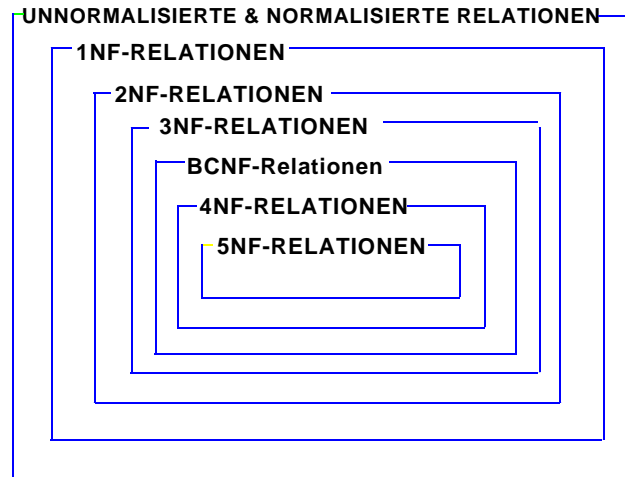 UNNORMALISIERTE & NORMALISIERTE RELATIONEN
1NF-RELATIONEN
2NF-RELATIONEN
3NF-RELATIONEN
BCNF-Relationen
4NF-RELATIONEN
5NF-RELATIONEN